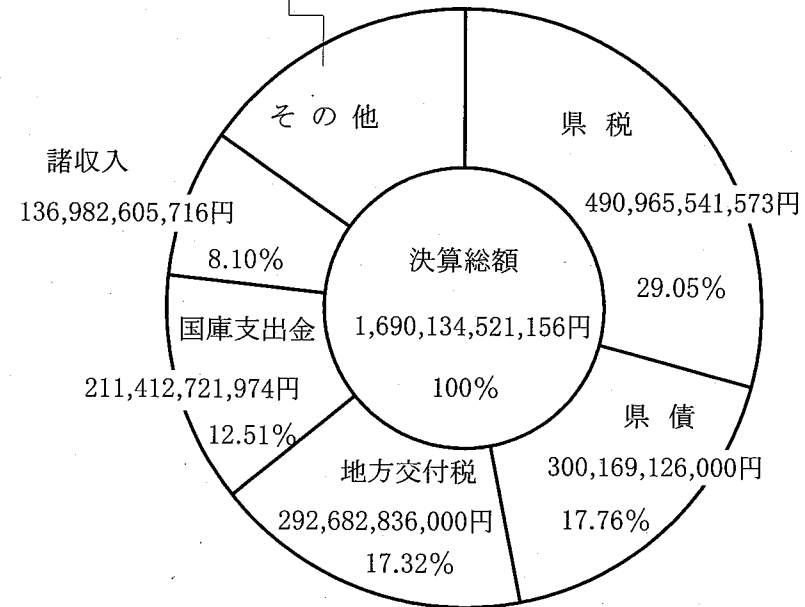 その他
県税
490,965,541,573円
29.05%
県債
300,169,126,000円
17.76%
地方交付税
292,682,836,000円
17.32%
国庫支出金
211,412,721,974円
12.51%
諸収入
136,982,605,716円
8.10%
決算総額
1,690,134,521,156円
100%